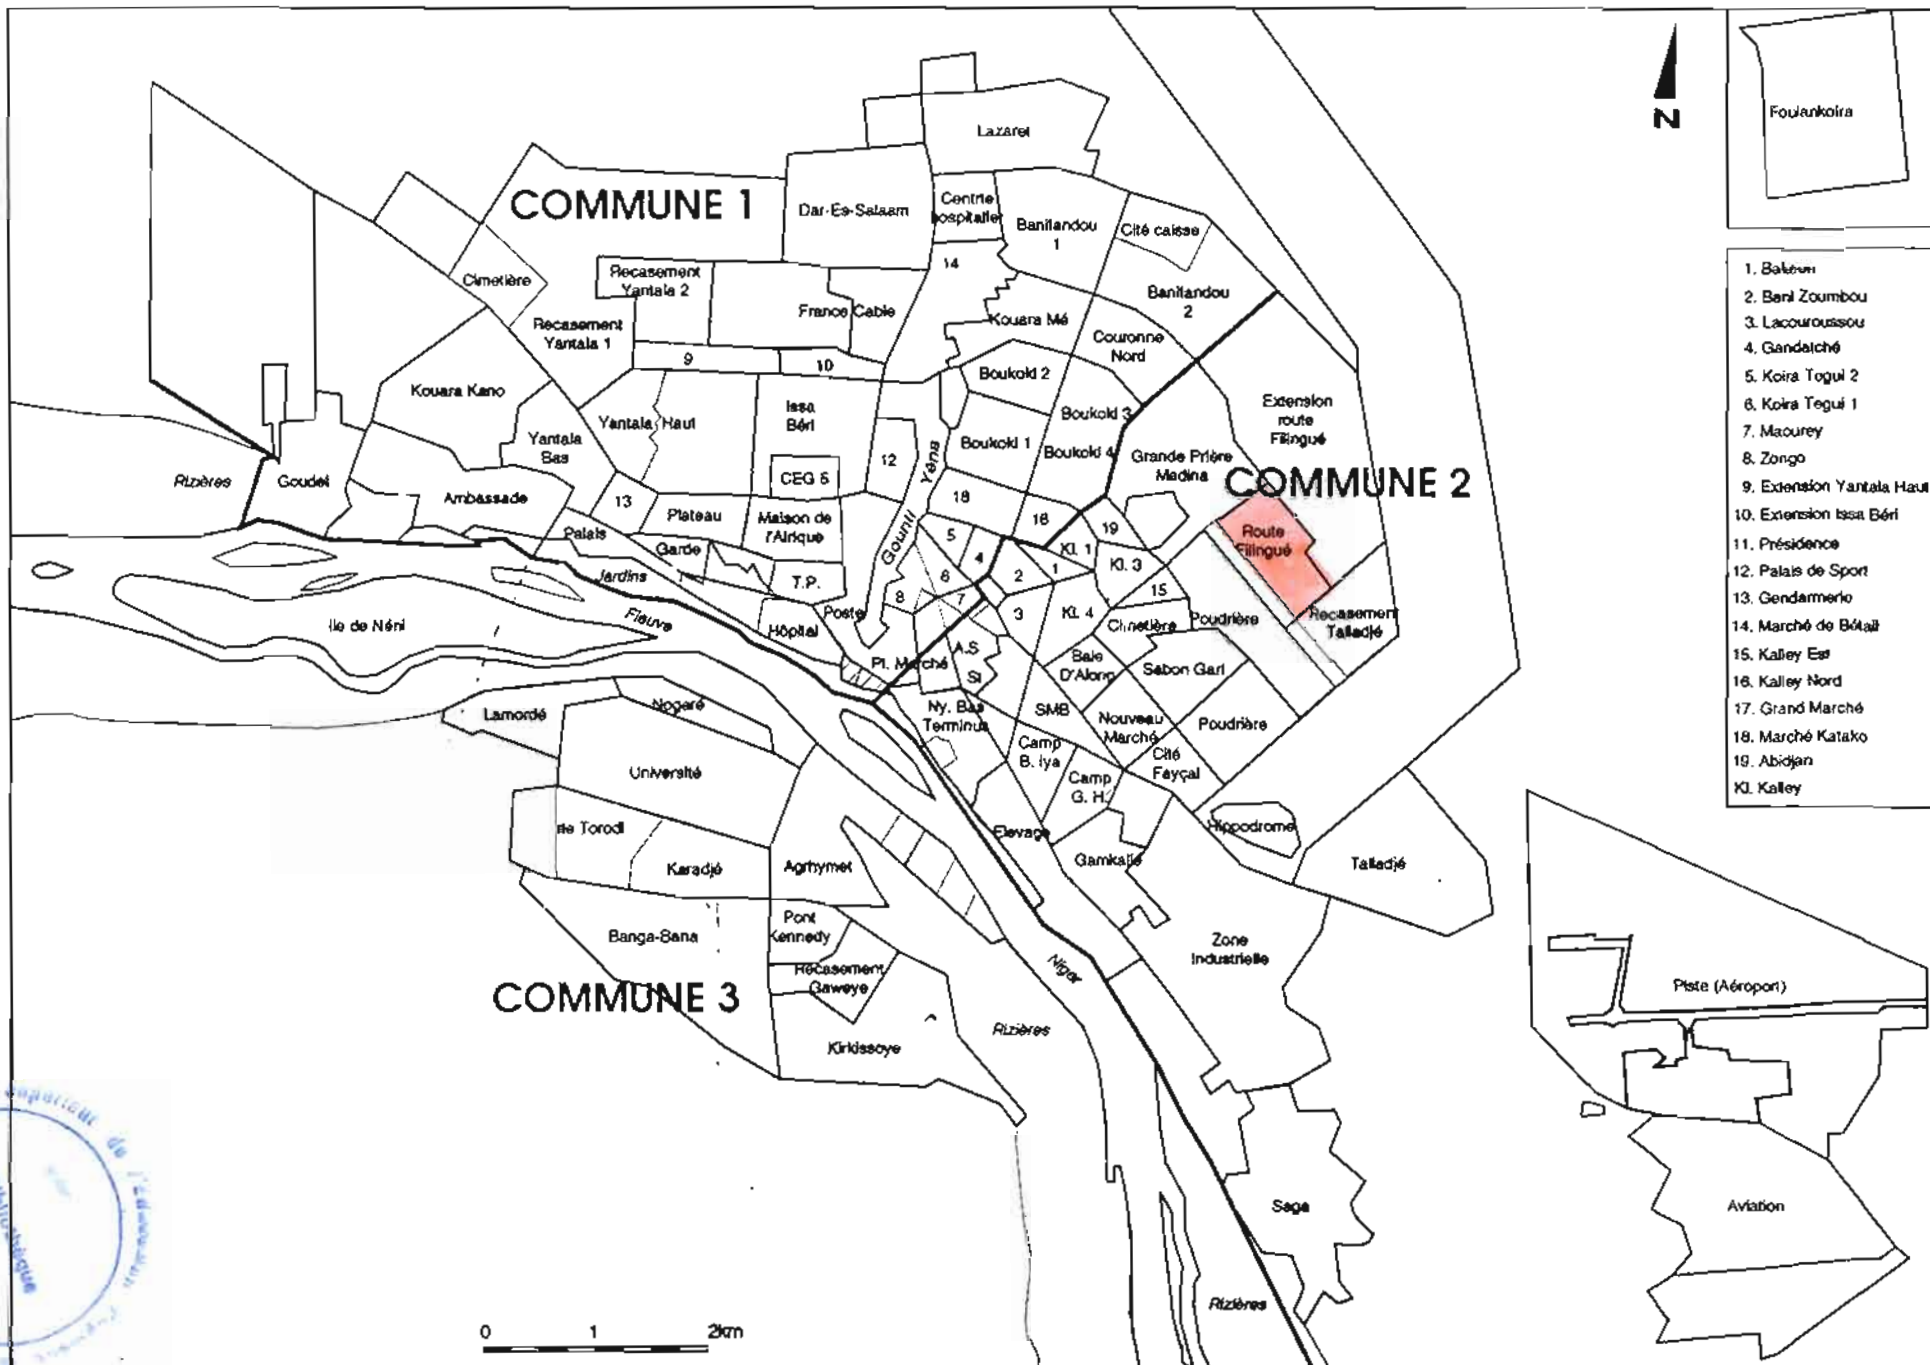 COMMUNE 1
Lazaret
Foulankoira
N
Dar-Es-Salaam
Centre
hospitalier
Banifandou
1
Cité caisse
Cimetière
Recasement
Yantala 2
14
Banifandou
2
Recasement
Yantala 1
France Cable
Kouara Mé
Couronne
Nord
9
10
Kouara Kano
Boukoki 2
Yantala Haut
Issa
Béri
Boukoki 3
Extension
route
Filingué
Yantala
Bas
12
Boukoki 1
Boukoki 4
Grande Prière
Madina
COMMUNE 2
Rizières
Goudel
CEG 5
Gounti Yéna
Ambassade
13
Plateau
Maison de
l'Afrique
18
16
19
Palais
Garde
5
4
Kl. 1
Kl. 3
Route
Filingué
Jardins
T.P.
6
2
1
15
Ile de Néni
Fleuve
Hôpital
Poste
8
7
3
Kl. 4
Cimetière
Poudrière
Recasement
Talladjé
Pl. Marché
A.S
SI
Baie
D'Along
Sabon Gari
Lamordé
Nogaré
Ny. Bas
Terminus
SMB
Nouveau
Marché
Poudrière
Université
Camp
B. Iya
Cité
Fayçal
Camp
G. H.
rie Torodi
Karadjé
Agrhymet
Elevage
Gamkallé
Hippodrome
Talladjé
Banga-Bana
Pont
Kennedy
Zone
Industrielle
Niger
COMMUNE 3
Recasement
Gaweye
Piste (Aéroport)
Kirkissoye
Rizières
Saga
Aviation
Rizières
0 1 2km
1. Balafon
2. Bani Zoumbou
3. Lacouroussou
4. Gandatché
5. Koira Tegui 2
6. Koira Tegui 1
7. Maourey
8. Zongo
9. Extension Yantala Haut
10. Extension Issa Béri
11. Présidence
12. Palais de Sport
13. Gendarmerie
14. Marché de Bétail
15. Kalley Est
16. Kalley Nord
17. Grand Marché
18. Marché Katako
19. Abidjan
Kl. Kalley